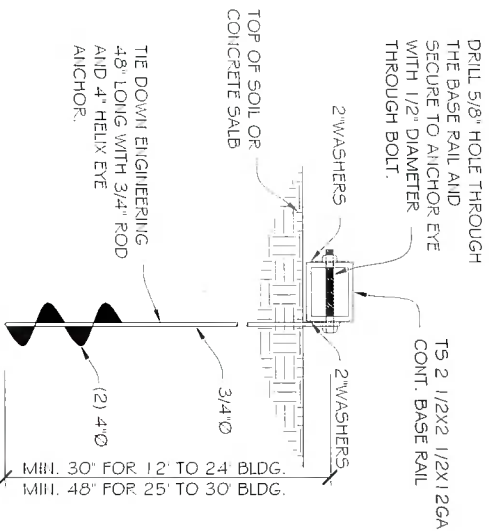 DRILL 5/8" HOLE THROUGH
THE BASE RAIL AND
SECURE TO ANCHOR EYE
WITH 1/2" DIAMETER
THROUGH BOLT.
TS 2 1/2X2 1/2X12GA
CONT. BASE RAIL
2"WASHERS
2"WASHERS
TOP OF SOIL OR
CONCRETE SALB
TIE DOWN ENGINEERING
48" LONG WITH 3/4" ROD
AND 4" HELIX EYE
ANCHOR.
3/4"Ø
(2) 4"Ø
MIN. 30" FOR 12' TO 24' BLDG.
MIN. 48" FOR 25' TO 30' BLDG.